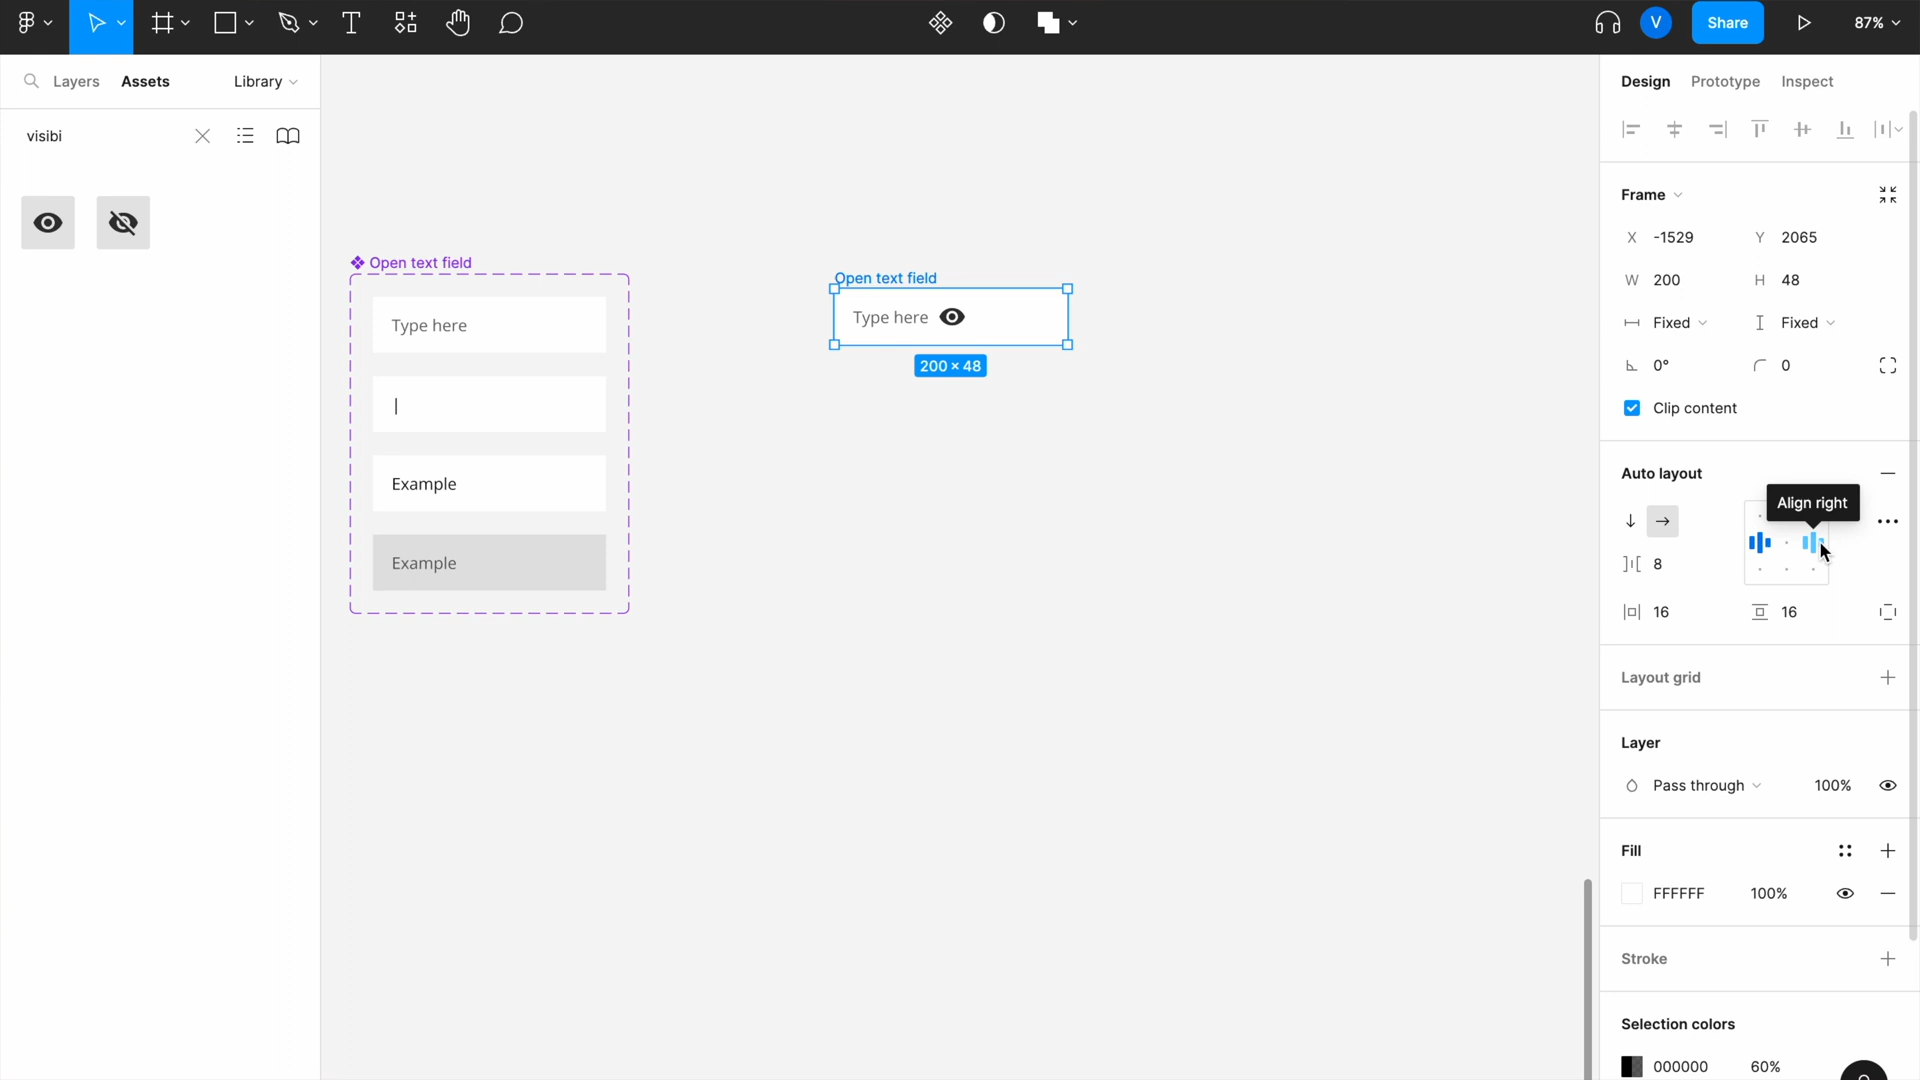 V
Share
87%
Layers
Assets
Library
visibi
Open text field
Type here
Example
Example
Open text field
Type here
200 × 48
Design
Prototype
Inspect
Frame
X -1529
Y 2065
W 200
H 48
Fixed
Fixed
0°
0
Clip content
Auto layout
Align right
8
16
16
Layout grid
Layer
Pass through
100%
Fill
FFFFFF
100%
Stroke
Selection colors
000000
60%